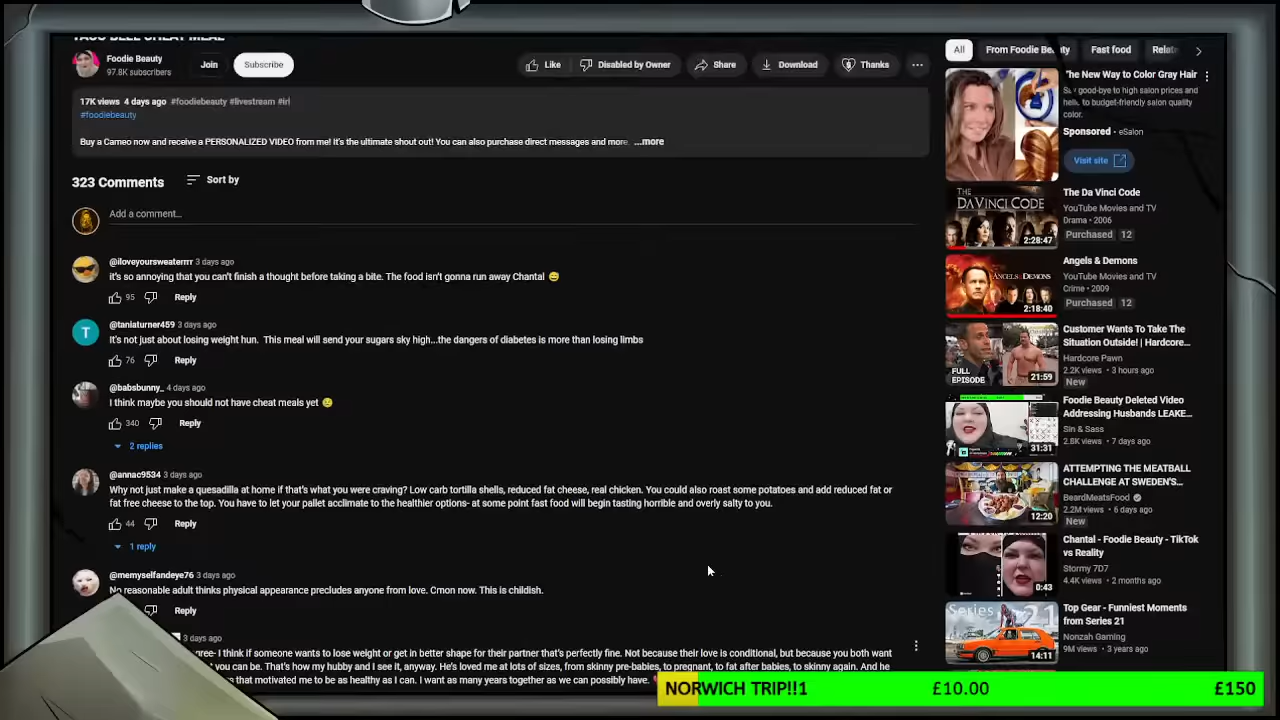 TACO BELL CHEAT MEAL
Foodie Beauty
97.8K subscribers
Join
Subscribe
Like
Disabled by Owner
Share
Download
Thanks
17K views 4 days ago #foodiebeauty #livestream #irl
#foodiebeauty
Buy a Cameo now and receive a PERSONALIZED VIDEO from me! It's the ultimate shout out! You can also purchase direct messages and more. ...more
323 Comments
Sort by
Add a comment...
@iloveyoursweaterrrr 3 days ago
it's so annoying that you can't finish a thought before taking a bite. The food isn't gonna run away Chantal 😅
95
Reply
@taniaturner459 3 days ago
It's not just about losing weight hun. This meal will send your sugars sky high...the dangers of diabetes is more than losing limbs
76
Reply
@babsbunny_ 4 days ago
I think maybe you should not have cheat meals yet 😢
340
Reply
2 replies
@annac9534 3 days ago
Why not just make a quesadilla at home if that's what you were craving? Low carb tortilla shells, reduced fat cheese, real chicken. You could also roast some potatoes and add reduced fat or
fat free cheese to the top. You have to let your pallet acclimate to the healthier options- at some point fast food will begin tasting horrible and overly salty to you.
44
Reply
1 reply
@memyselfandeye76 3 days ago
No reasonable adult thinks physical appearance precludes anyone from love. Cmon now. This is childish.
Reply
3 days ago
gree- I think if someone wants to lose weight or get in better shape for their partner that's perfectly fine. Not because their love is conditional, but because you both want
you can be. That's how my hubby and I see it, anyway. He's loved me at lots of sizes, from skinny pre-babies, to pregnant, to fat after babies, to skinny again. And he
s that motivated me to be as healthy as I can. I want as many years together as we can possibly have.
All
From Foodie Beauty
Fast food
Relat
The New Way to Color Gray Hair
Say good-bye to high salon prices and
hello to budget-friendly salon quality
color.
Sponsored • eSalon
Visit site
THE
DA VINCI
CODE
2:28:47
The Da Vinci Code
YouTube Movies and TV
Drama • 2006
Purchased 12
ANGELS & DEMONS
2:18:40
Angels & Demons
YouTube Movies and TV
Crime • 2009
Purchased 12
FULL
EPISODE
21:59
Customer Wants To Take The
Situation Outside! | Hardcore...
Hardcore Pawn
2.2K views • 3 hours ago
New
31:31
Foodie Beauty Deleted Video
Addressing Husbands LEAKE...
Sin & Sass
2.8K views • 7 days ago
12:20
ATTEMPTING THE MEATBALL
CHALLENGE AT SWEDEN'S...
BeardMeatsFood
2.2M views • 6 days ago
New
0:43
Chantal - Foodie Beauty - TikTok
vs Reality
Stormy 7D7
4.4K views • 2 months ago
Series 21
14:11
Top Gear - Funniest Moments
from Series 21
Nonzah Gaming
9M views • 3 years ago
NORWICH TRIP!!1
£10.00
£150